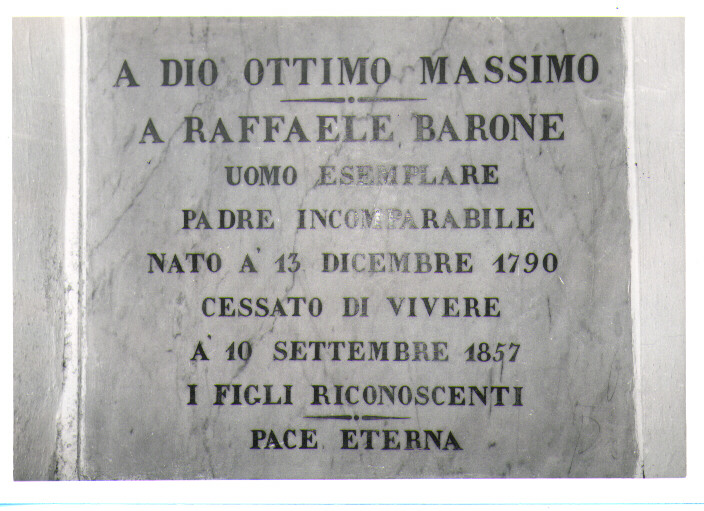 A DIO OTTIMO MASSIMO
A RAFFAELE BARONE
UOMO ESEMPLARE
PADRE INCOMPARABILE
NATO A' 13 DICEMBRE 1790
CESSATO DI VIVERE
A' 10 SETTEMBRE 1857
I FIGLI RICONOSCENTI
PACE ETERNA